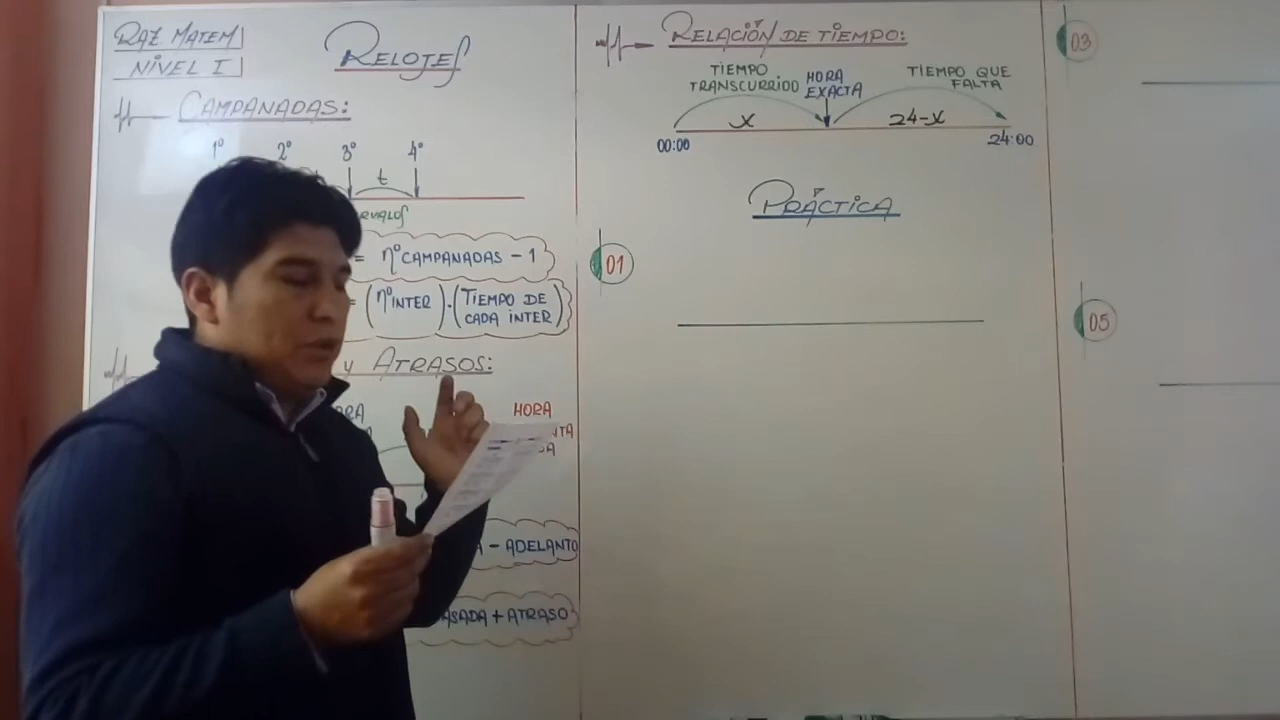 RAZ. MATEM
NIVEL I
RELOJES
CAMPANADAS:
1° 2° 3° 4°
t
= n° CAMPANADAS - 1
= (n° INTER) · (TIEMPO DE
CADA INTER)
y ATRASOS:
HORA
- ADELANTO
+ ATRASO
RELACIÓN DE TIEMPO:
TIEMPO
TRANSCURRIDO
HORA
EXACTA
TIEMPO QUE
FALTA
x
24-x
00:00
24:00
PRÁCTICA
01
03
05